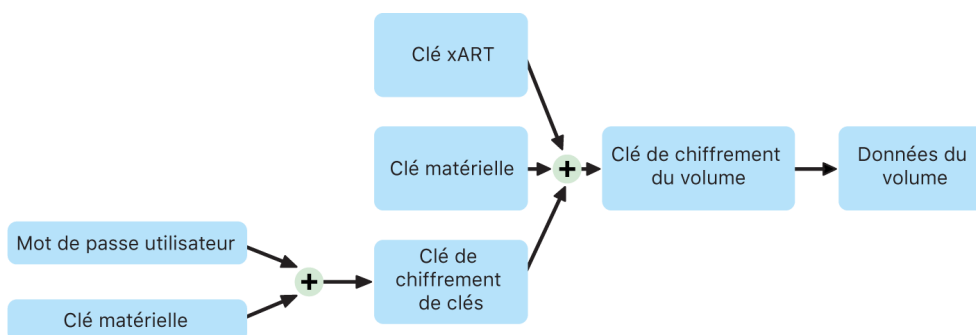 Clé xART
Clé matérielle
+
Clé de chiffrement
du volume
Données du
volume
Mot de passe utilisateur
+
Clé de
chiffrement
de clés
Clé matérielle